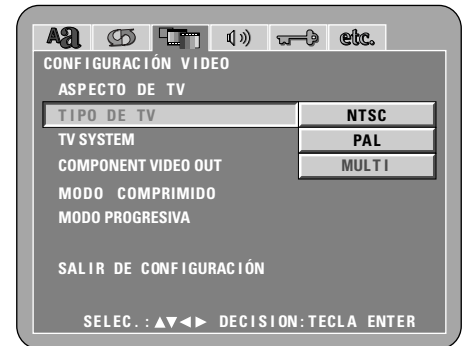 Aa etc.
CONFIGURACIÓN VIDEO
ASPECTO DE TV
TIPO DE TV NTSC
TV SYSTEM PAL
COMPONENT VIDEO OUT MULTI
MODO COMPRIMIDO
MODO PROGRESIVA
SALIR DE CONFIGURACIÓN
SELEC.:▲▼◄► DECISION:TECLA ENTER